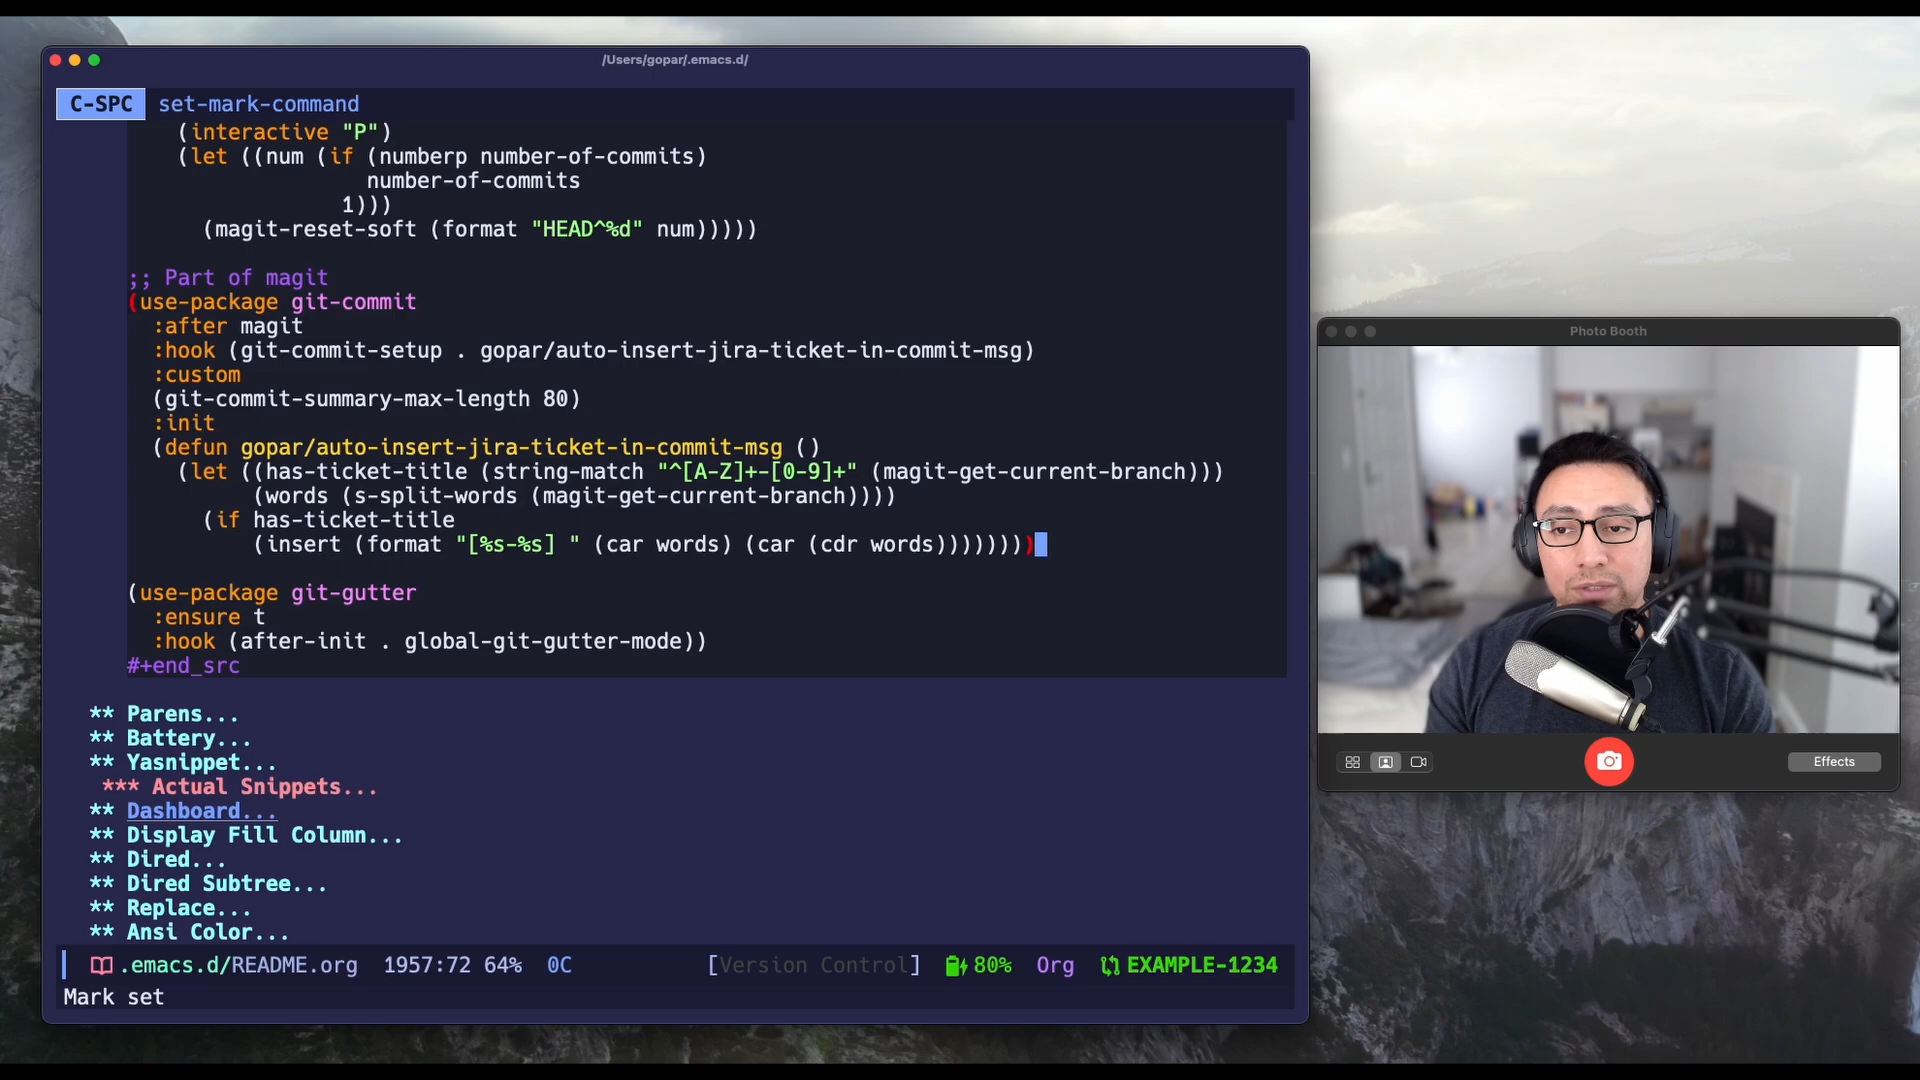 /Users/gopar/.emacs.d/
C-SPC set-mark-command
(interactive "P")
(let ((num (if (numberp number-of-commits)
number-of-commits
1)))
(magit-reset-soft (format "HEAD^%d" num)))))
;; Part of magit
(use-package git-commit
:after magit
:hook (git-commit-setup . gopar/auto-insert-jira-ticket-in-commit-msg)
:custom
(git-commit-summary-max-length 80)
:init
(defun gopar/auto-insert-jira-ticket-in-commit-msg ()
(let ((has-ticket-title (string-match "^[A-Z]+-[0-9]+" (magit-get-current-branch)))
(words (s-split-words (magit-get-current-branch))))
(if has-ticket-title
(insert (format "[%s-%s] " (car words) (car (cdr words))))))))
(use-package git-gutter
:ensure t
:hook (after-init . global-git-gutter-mode))
#+end_src
** Parens...
** Battery...
** Yasnippet...
*** Actual Snippets...
** Dashboard...
** Display Fill Column...
** Dired...
** Dired Subtree...
** Replace...
** Ansi Color...
.emacs.d/README.org 1957:72 64% 0C [Version Control] 80% Org EXAMPLE-1234
Mark set
Photo Booth
Effects